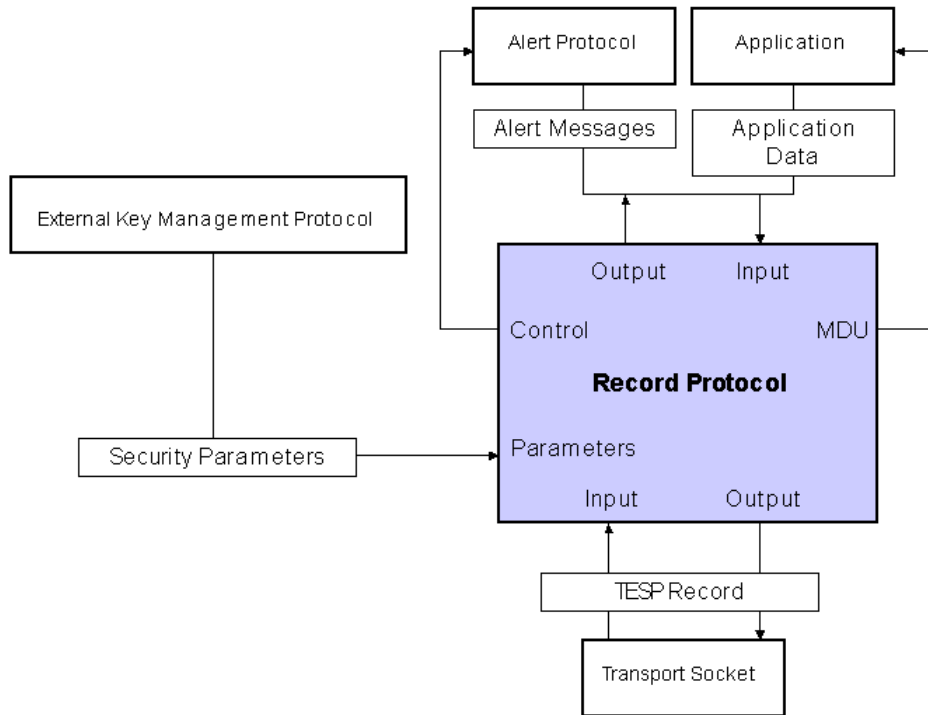 Alert Protocol
Application
Alert Messages
Application
Data
External Key Management Protocol
Output
Input
Control
MDU
Record Protocol
Security Parameters
Parameters
Input
Output
TESP Record
Transport Socket